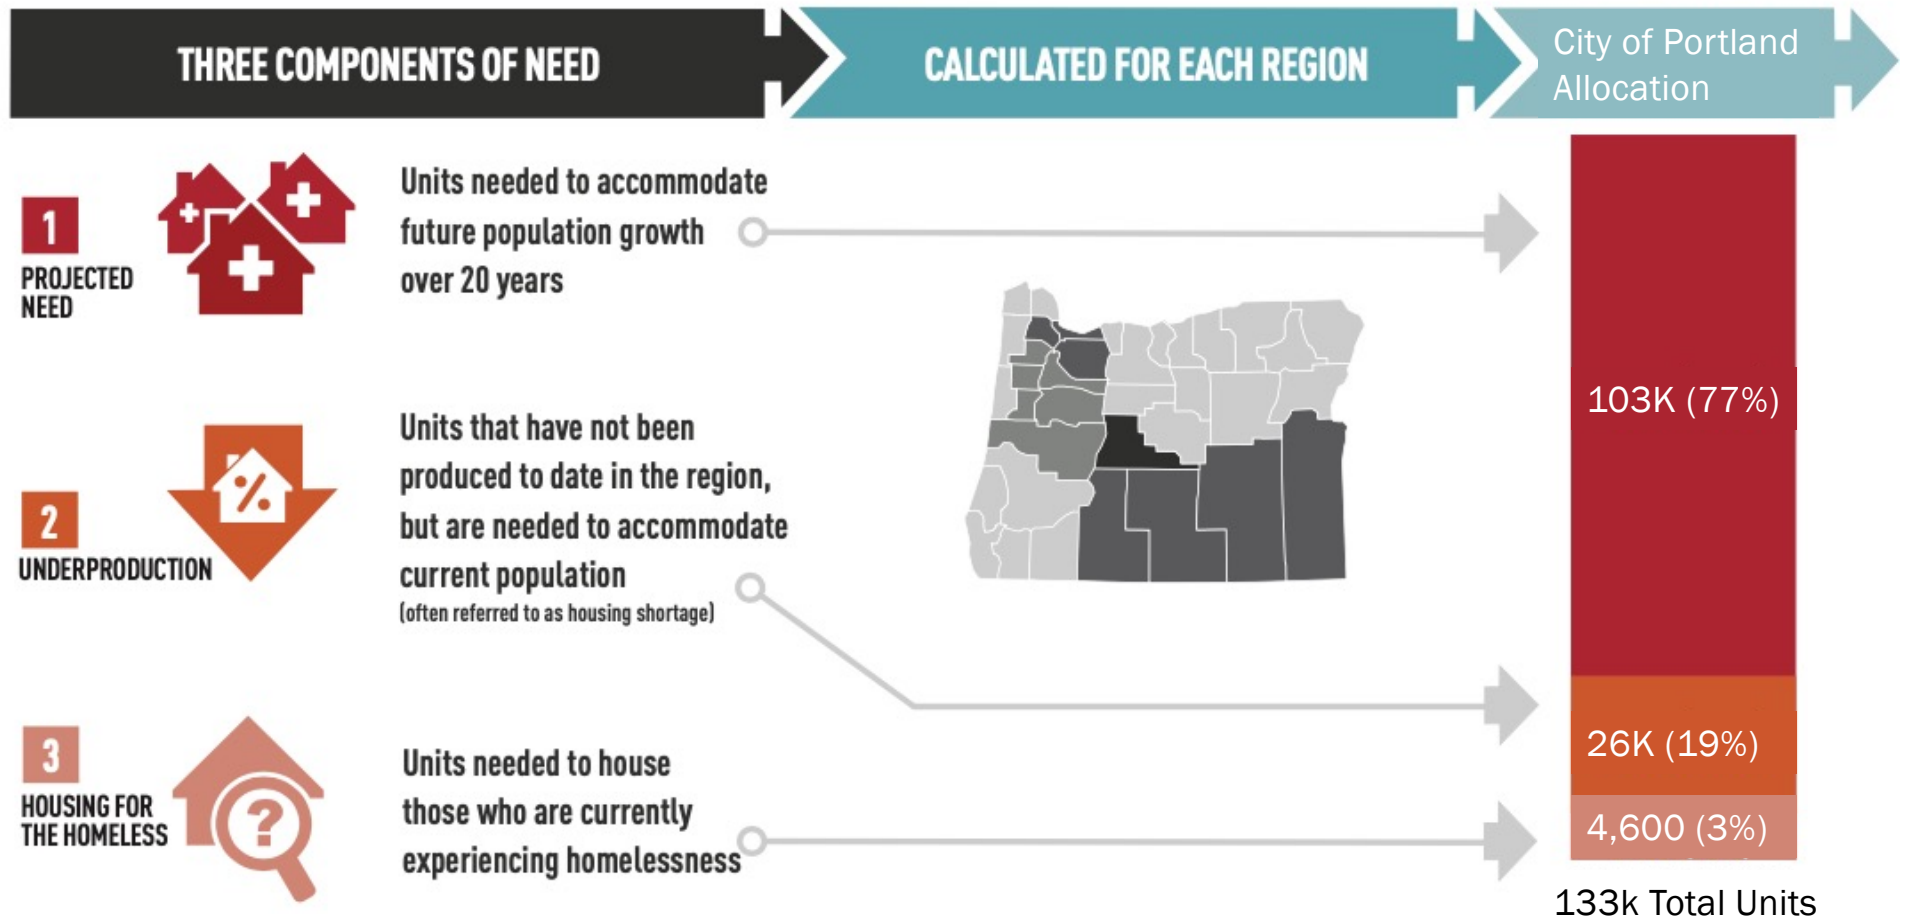 THREE COMPONENTS OF NEED
CALCULATED FOR EACH REGION
City of Portland
Allocation
1
PROJECTED
NEED
Units needed to accommodate
future population growth
over 20 years
103K (77%)
2
UNDERPRODUCTION
%
Units that have not been
produced to date in the region,
but are needed to accommodate
current population
(often referred to as housing shortage)
26K (19%)
3
HOUSING FOR
THE HOMELESS
?
Units needed to house
those who are currently
experiencing homelessness
4,600 (3%)
133k Total Units